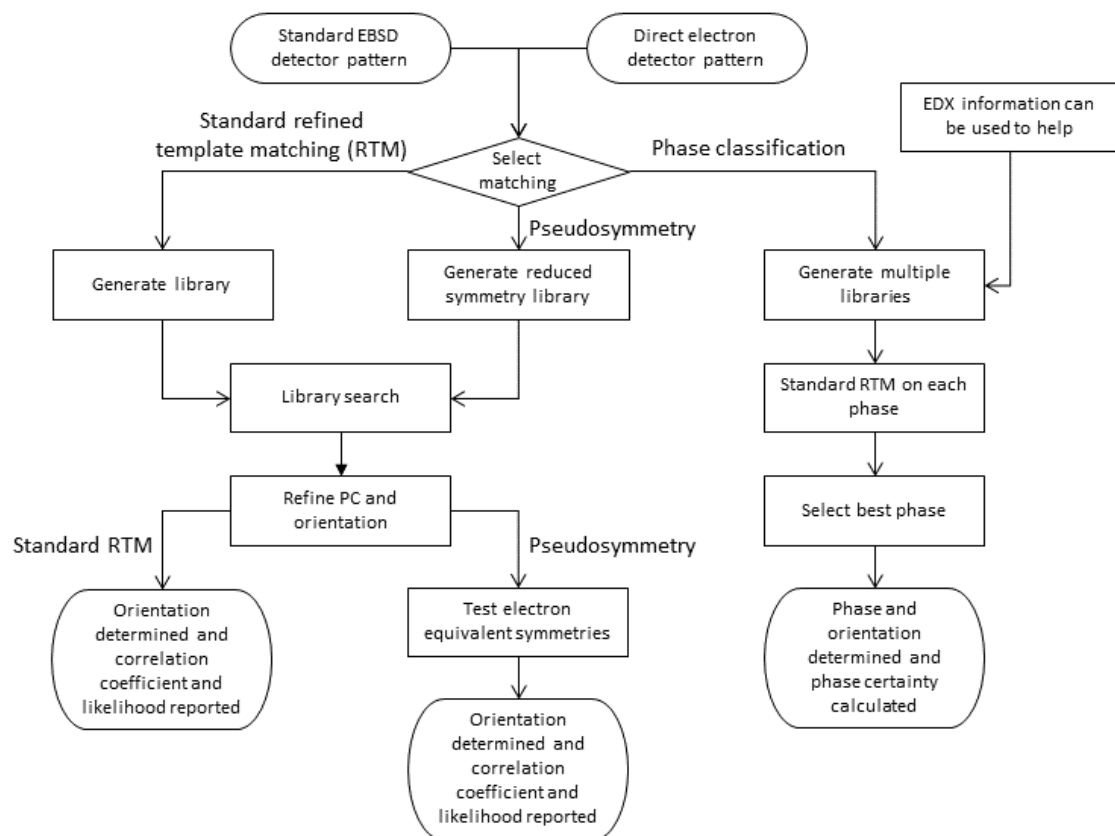 Standard EBSD
detector pattern
Direct electron
detector pattern
EDX information can
be used to help
Standard refined
template matching (RTM)
Select
matching
Phase classification
Pseudosymmetry
Generate library
Generate reduced
symmetry library
Generate multiple
libraries
Library search
Standard RTM on each
phase
Refine PC and
orientation
Select best phase
Standard RTM
Pseudosymmetry
Orientation
determined and
correlation
coefficient and
likelihood reported
Test electron
equivalent symmetries
Phase and
orientation
determined and
phase certainty
calculated
Orientation
determined and
correlation
coefficient and
likelihood reported